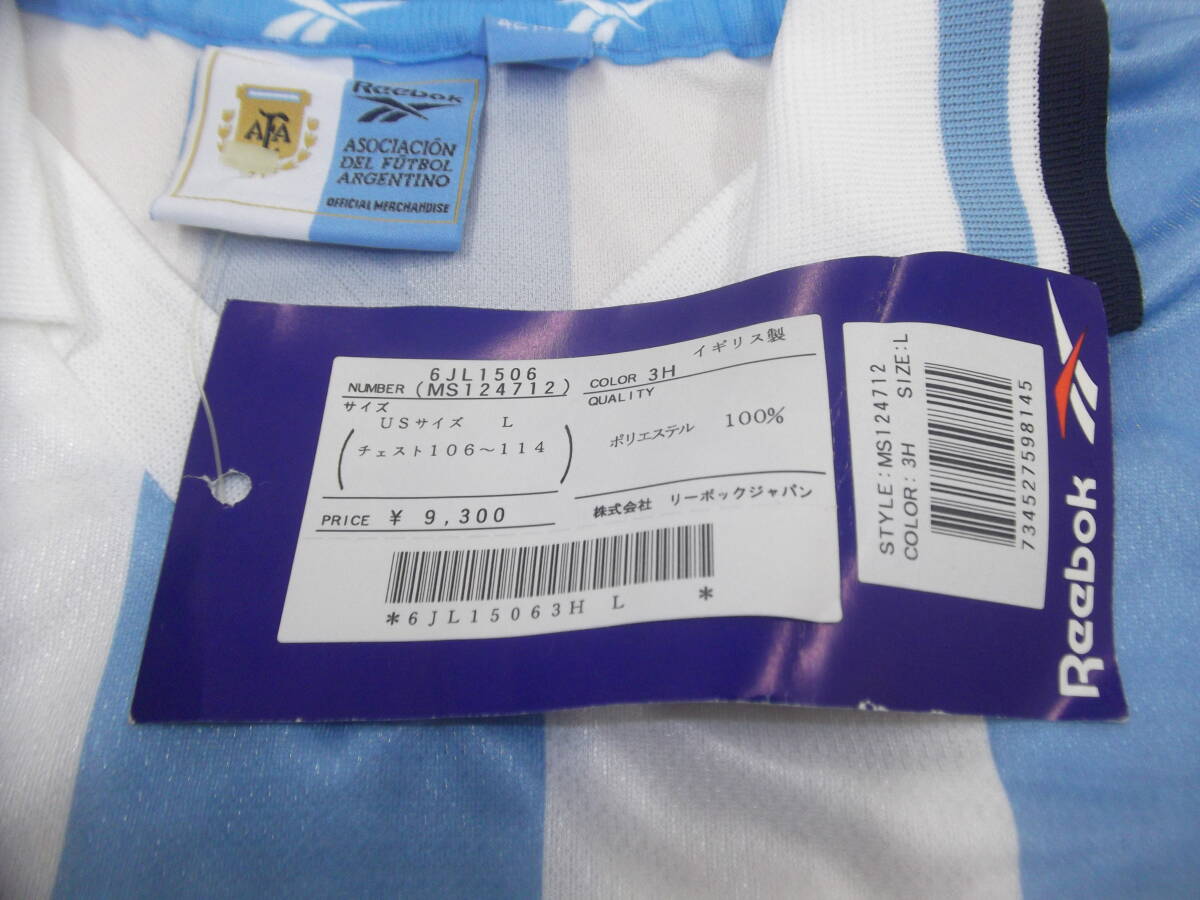 AFA
Reebok
ASOCIACIÓN
DEL FÚTBOL
ARGENTINO
OFFICIAL MERCHANDISE
6JL1506
NUMBER (MS124712)
サイズ
USサイズ L
(チェスト106～114)
PRICE ¥ 9,300
イギリス製
COLOR 3H
QUALITY
ポリエステル 100%
株式会社 リーボックジャパン
*6JL15063H L *
STYLE:MS124712
COLOR:3H SIZE:L
734527598145
Reebok